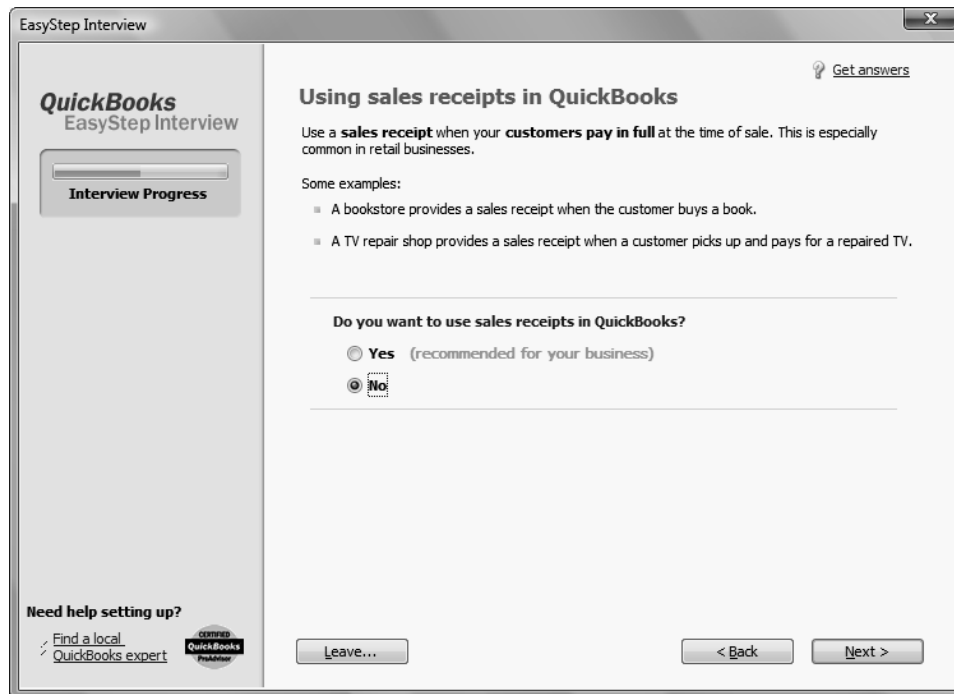 EasyStep Interview
X
QuickBooks
EasyStep Interview
Interview Progress
Need help setting up?
Find a local
QuickBooks expert
CERTIFIED
QuickBooks
ProAdvisor
Get answers
Using sales receipts in QuickBooks
Use a sales receipt when your customers pay in full at the time of sale. This is especially
common in retail businesses.
Some examples:
A bookstore provides a sales receipt when the customer buys a book.
A TV repair shop provides a sales receipt when a customer picks up and pays for a repaired TV.
Do you want to use sales receipts in QuickBooks?
Yes (recommended for your business)
No
Leave...
< Back
Next >